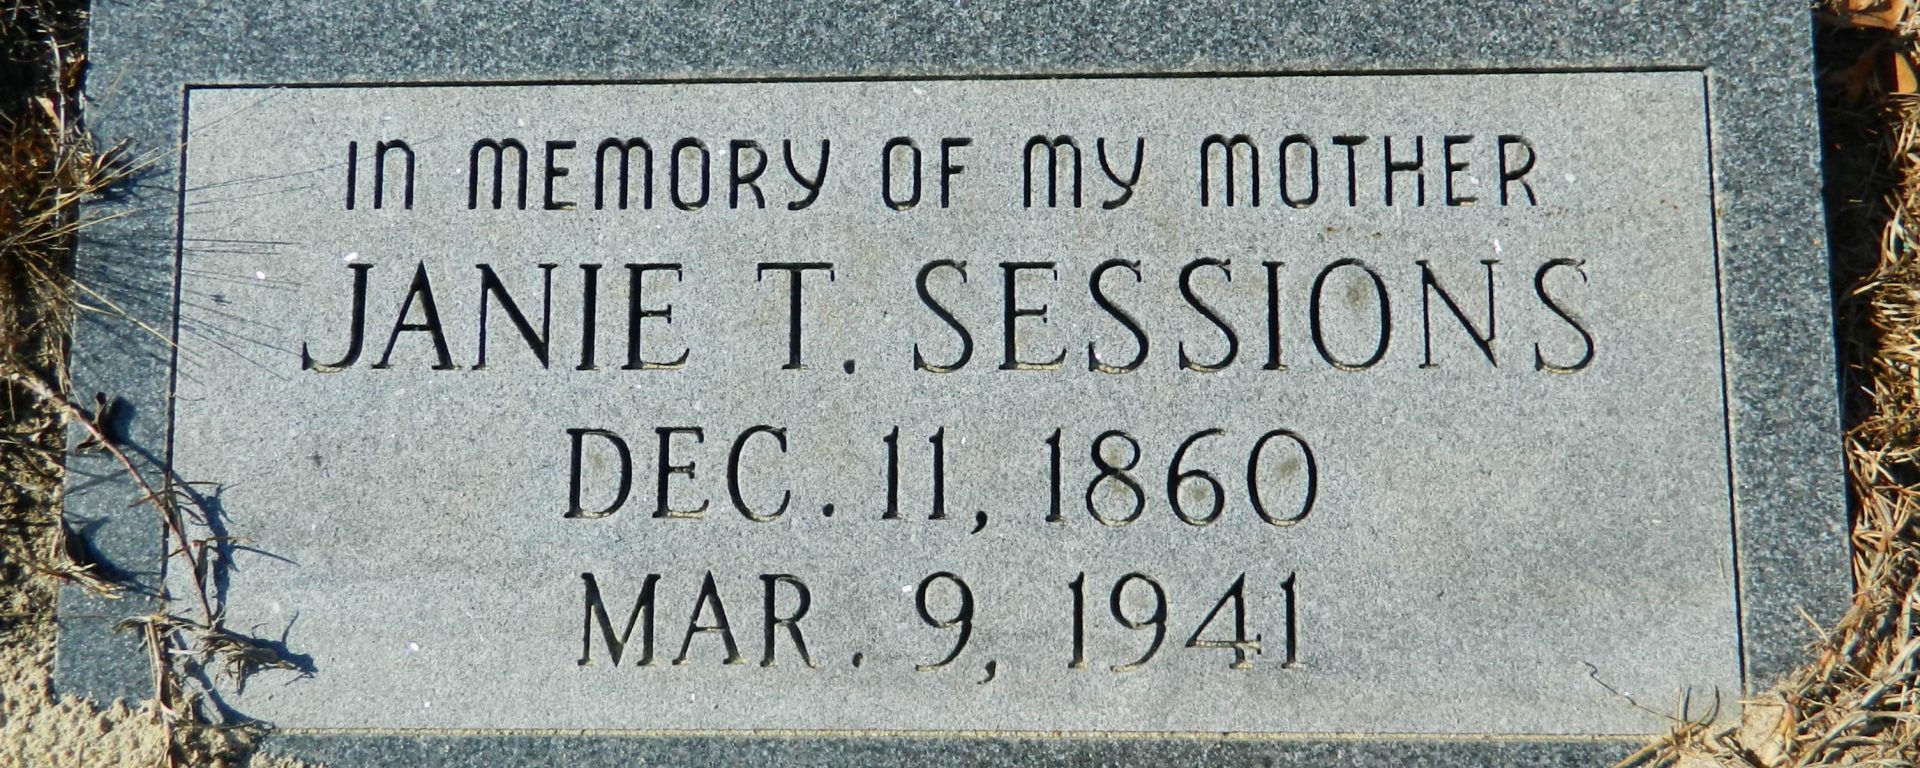 IN MEMORY OF MY MOTHER
JANIE T. SESSIONS
DEC. 11, 1860
MAR. 9, 1941